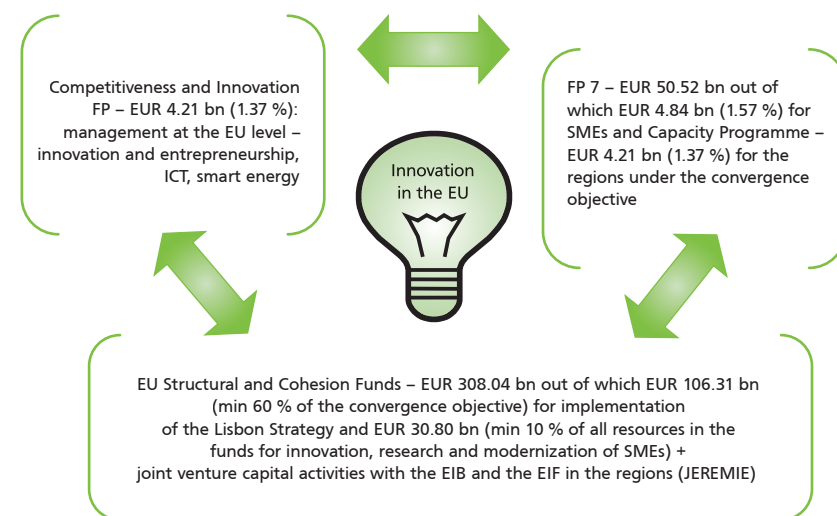 Competitiveness and Innovation
FP – EUR 4.21 bn (1.37 %):
management at the EU level –
innovation and entrepreneurship,
ICT, smart energy
Innovation
in the EU
FP 7 – EUR 50.52 bn out of
which EUR 4.84 bn (1.57 %) for
SMEs and Capacity Programme –
EUR 4.21 bn (1.37 %) for the
regions under the convergence
objective
EU Structural and Cohesion Funds – EUR 308.04 bn out of which EUR 106.31 bn
(min 60 % of the convergence objective) for implementation
of the Lisbon Strategy and EUR 30.80 bn (min 10 % of all resources in the
funds for innovation, research and modernization of SMEs) +
joint venture capital activities with the EIB and the EIF in the regions (JEREMIE)